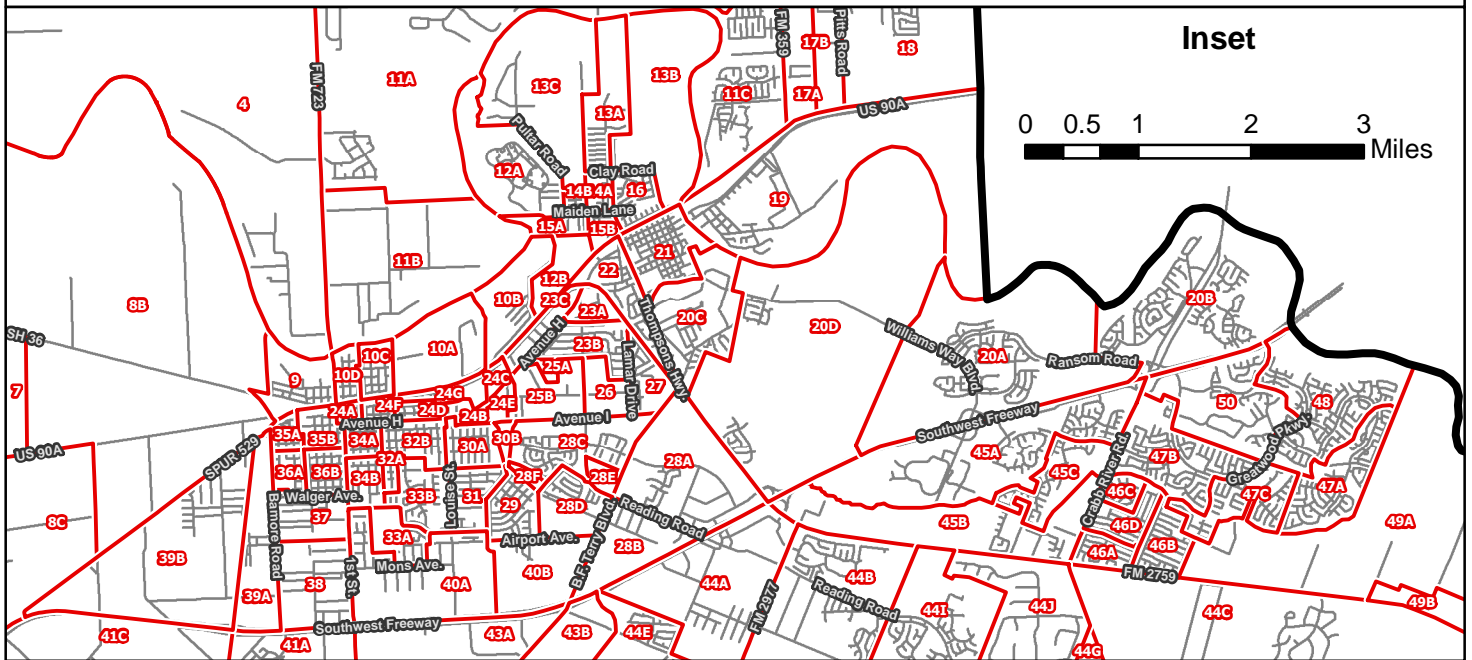 Inset
0 0.5 1 2 3
Miles
FM 723
FM 359
Pitts Road
17B
18
11A
4
13C
13B
11C
17A
US 90A
13A
Pultar Road
12A
Clay Road
14B
4A
16
19
Maiden Lane
15A
15B
21
11B
12B
22
10B
23C
8B
20B
23A
Thompsons Hwy.
20C
20D
Williams Way Blvd.
SH 36
Avenue H
23B
10A
10C
20A
Ransom Road
7
9
10D
24C
25A
Lamar Drive
27
24G
25B
26
24E
24F
24A
24D
24B
Avenue I
50
48
Avenue H
Southwest Freeway
Greatwood Pkwy.
35A
35B
34A
32B
30A
30B
28C
US 90A
SPUR 529
32A
28A
45A
45C
47B
36A
36B
34B
28F
28E
Crabb River Rd.
46C
47C
47A
Walger Ave.
33B
Louise St.
31
29
28D
Reading Road
37
8C
Bamore Road
46D
45B
49A
39B
33A
Airport Ave.
28B
46A
46B
Mons Ave.
40B
B.F. Terry Blvd.
FM 2759
38
1st St.
40A
44A
FM 2977
44B
39A
Reading Road
44I
44J
44C
49B
Southwest Freeway
41C
41A
43A
43B
44E
44G